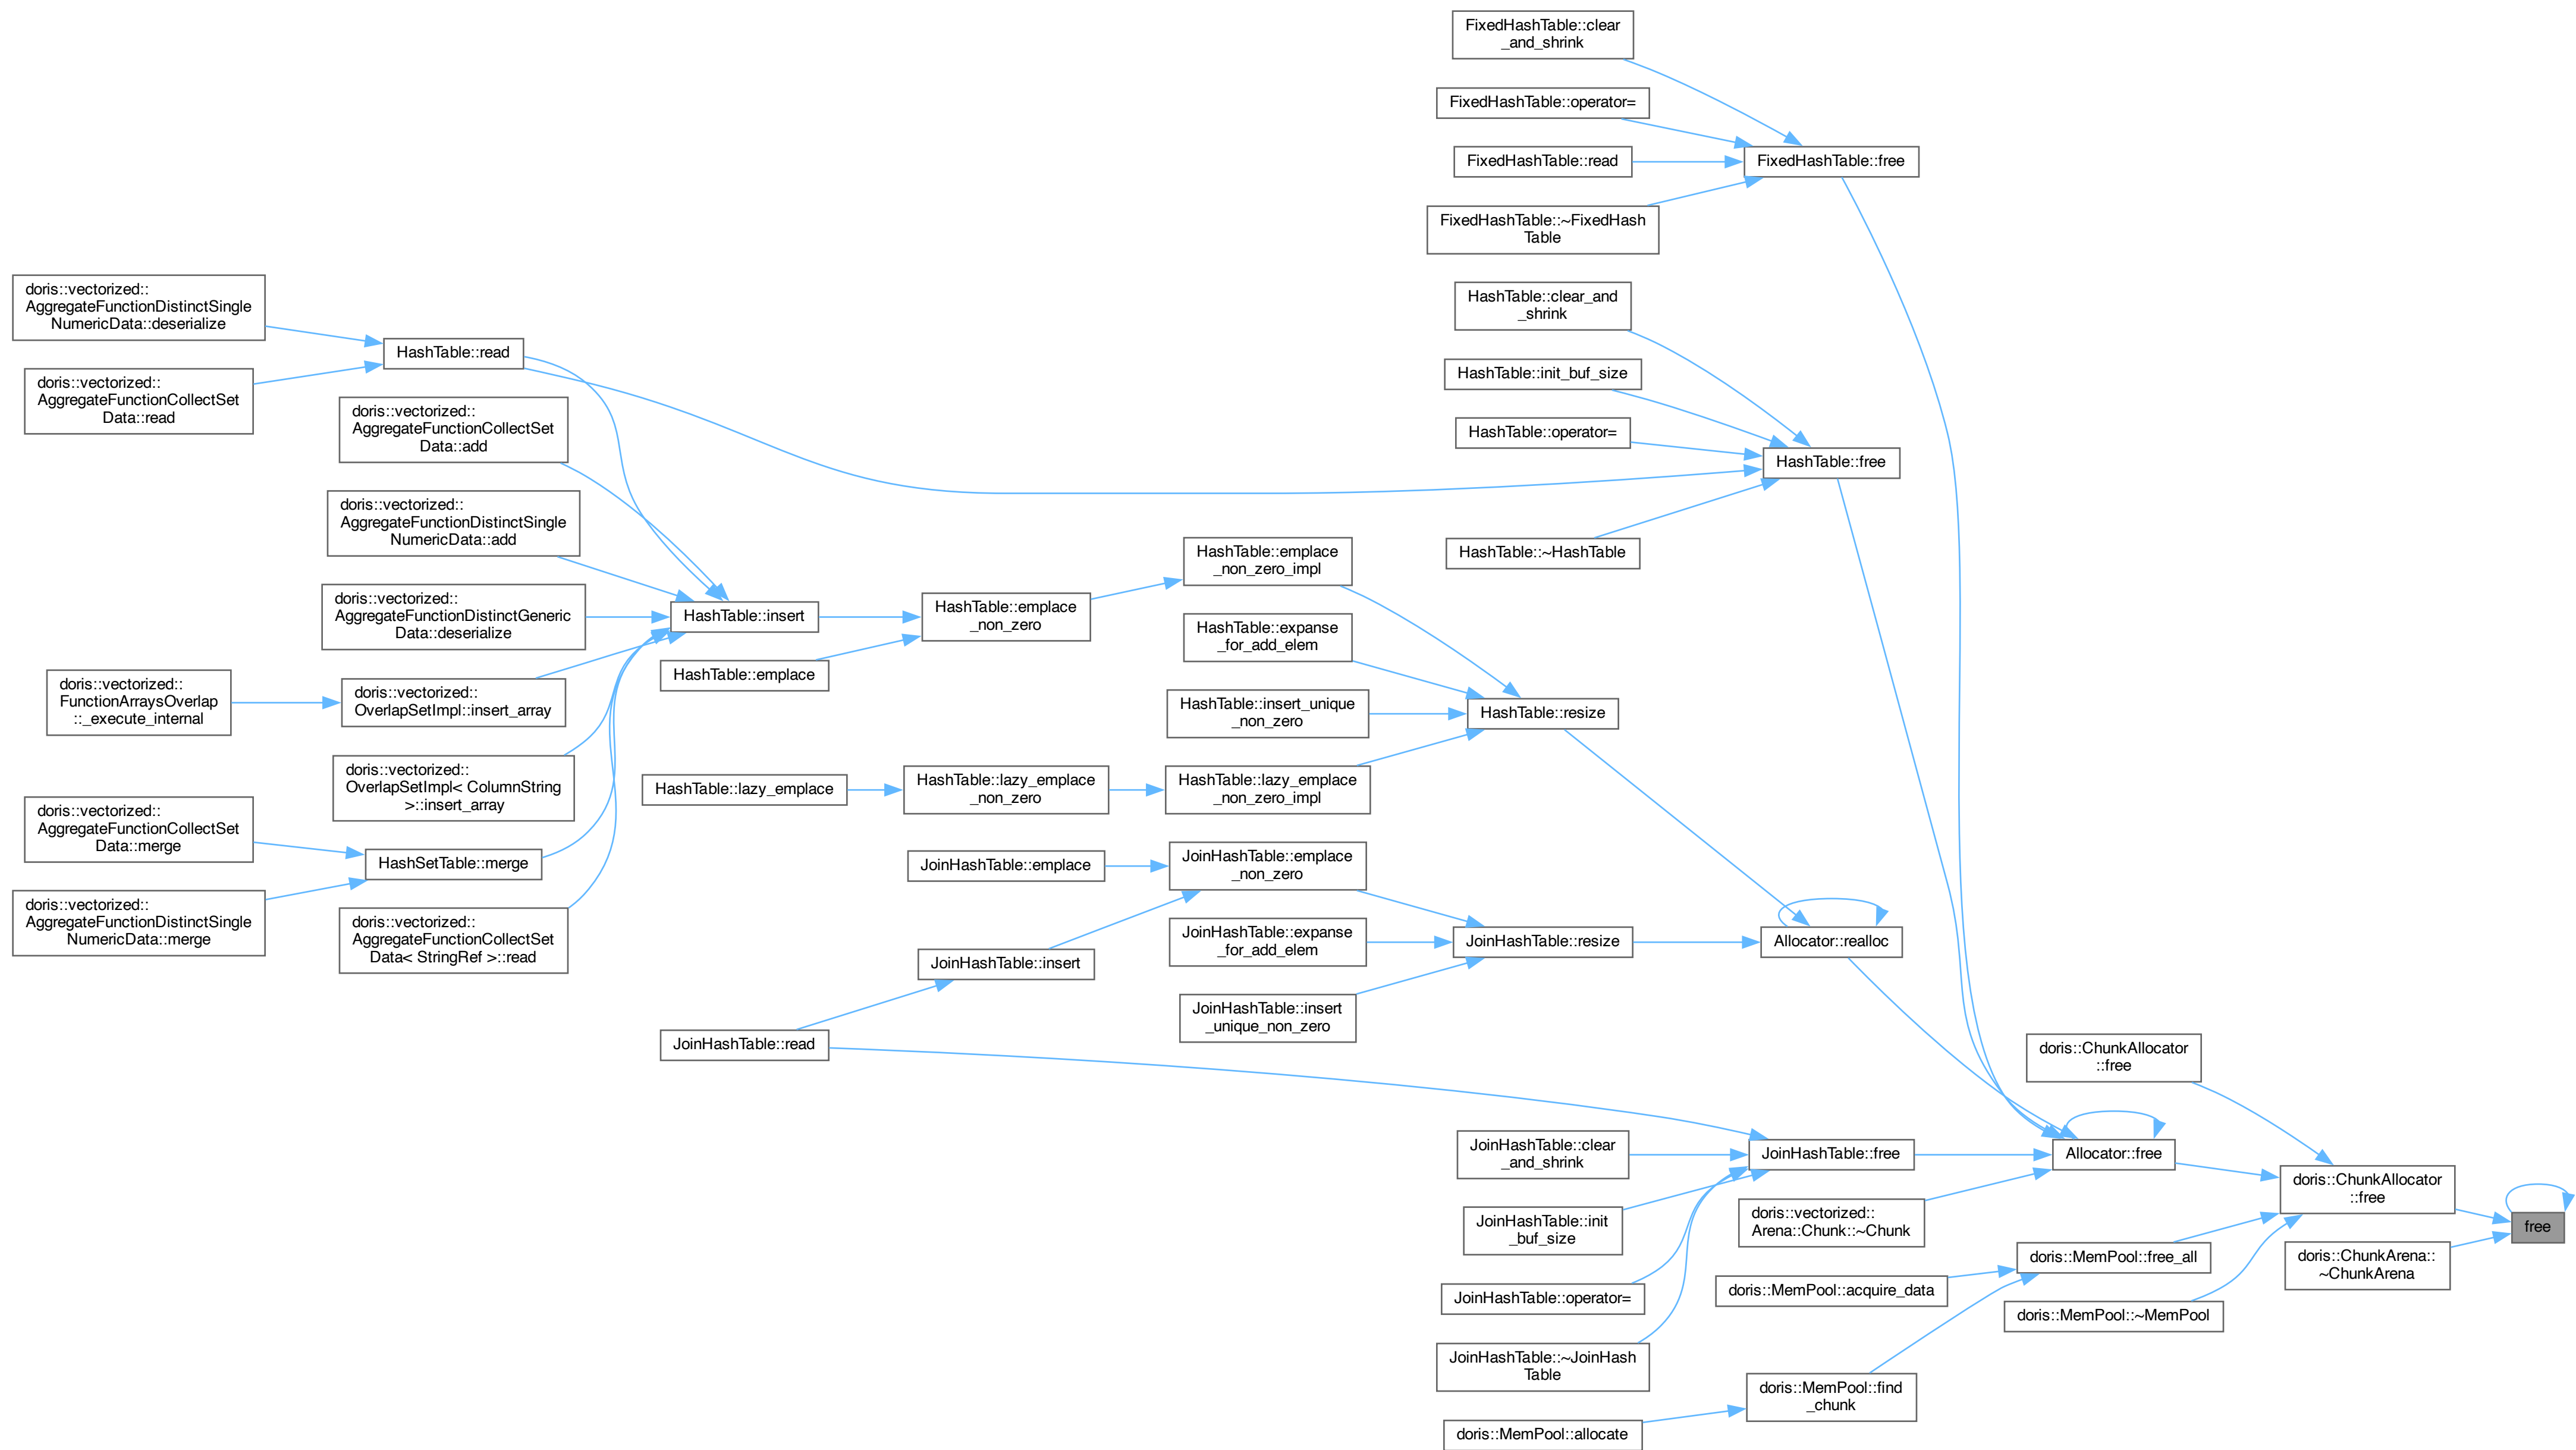 FixedHashTable::clear
_and_shrink
FixedHashTable::operator=
FixedHashTable::read
FixedHashTable::free
FixedHashTable::~FixedHash
Table
HashTable::clear_and
_shrink
HashTable::init_buf_size
HashTable::operator=
HashTable::free
HashTable::~HashTable
doris::vectorized::
AggregateFunctionDistinctSingle
NumericData::deserialize
HashTable::read
doris::vectorized::
AggregateFunctionCollectSet
Data::read
doris::vectorized::
AggregateFunctionCollectSet
Data::add
doris::vectorized::
AggregateFunctionDistinctSingle
NumericData::add
doris::vectorized::
AggregateFunctionDistinctGeneric
Data::deserialize
HashTable::insert
HashTable::emplace
_non_zero
HashTable::emplace
_non_zero_impl
HashTable::expanse
_for_add_elem
HashTable::emplace
doris::vectorized::
FunctionArraysOverlap
::_execute_internal
doris::vectorized::
OverlapSetImpl::insert_array
HashTable::insert_unique
_non_zero
HashTable::resize
doris::vectorized::
OverlapSetImpl< ColumnString
>::insert_array
HashTable::lazy_emplace
HashTable::lazy_emplace
_non_zero
HashTable::lazy_emplace
_non_zero_impl
doris::vectorized::
AggregateFunctionCollectSet
Data::merge
HashSetTable::merge
doris::vectorized::
AggregateFunctionDistinctSingle
NumericData::merge
doris::vectorized::
AggregateFunctionCollectSet
Data< StringRef >::read
JoinHashTable::emplace
JoinHashTable::emplace
_non_zero
JoinHashTable::expanse
_for_add_elem
JoinHashTable::resize
Allocator::realloc
JoinHashTable::insert
JoinHashTable::insert
_unique_non_zero
JoinHashTable::read
doris::ChunkAllocator
::free
JoinHashTable::clear
_and_shrink
JoinHashTable::free
Allocator::free
doris::ChunkAllocator
::free
free
JoinHashTable::init
_buf_size
doris::vectorized::
Arena::Chunk::~Chunk
doris::MemPool::free_all
doris::ChunkArena::
~ChunkArena
JoinHashTable::operator=
doris::MemPool::acquire_data
doris::MemPool::~MemPool
JoinHashTable::~JoinHash
Table
doris::MemPool::find
_chunk
doris::MemPool::allocate